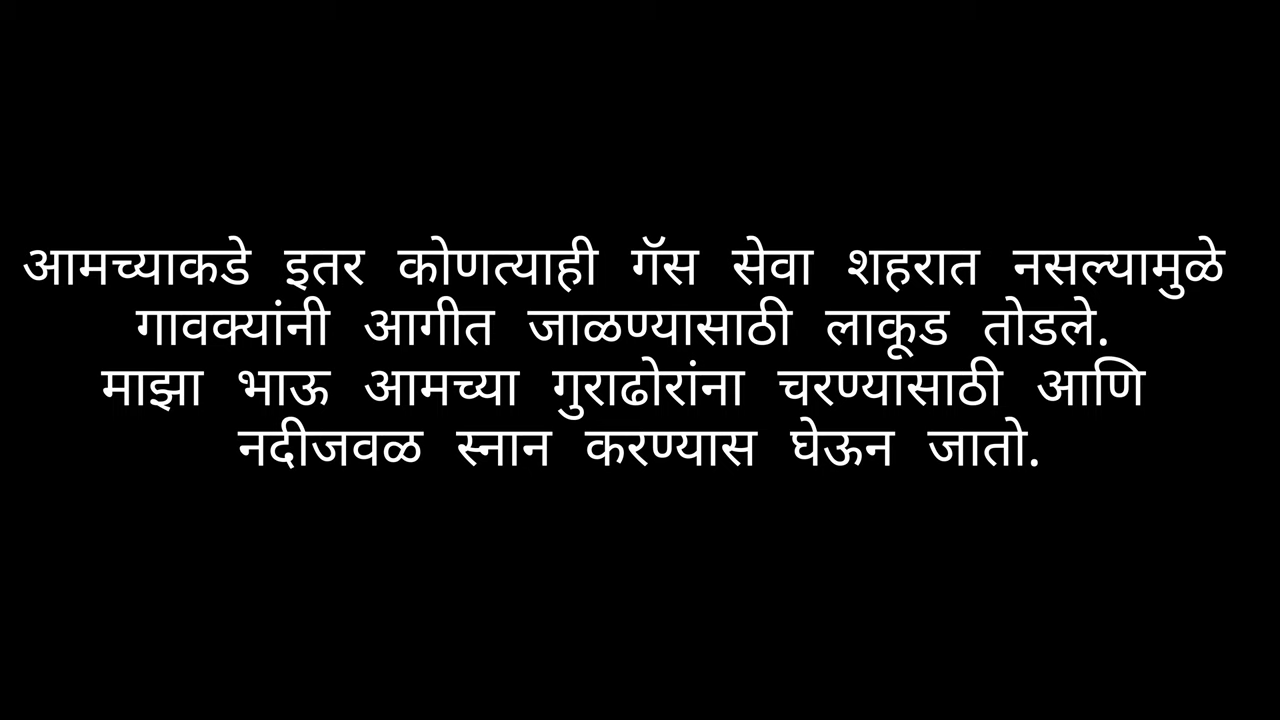 आमच्याकडे इतर कोणत्याही गॅस सेवा शहरात नसल्यामुळे
गावक्यांनी आगीत जाळण्यासाठी लाकूड तोडले.
माझा भाऊ आमच्या गुराढोरांना चरण्यासाठी आणि
नदीजवळ स्नान करण्यास घेऊन जातो.